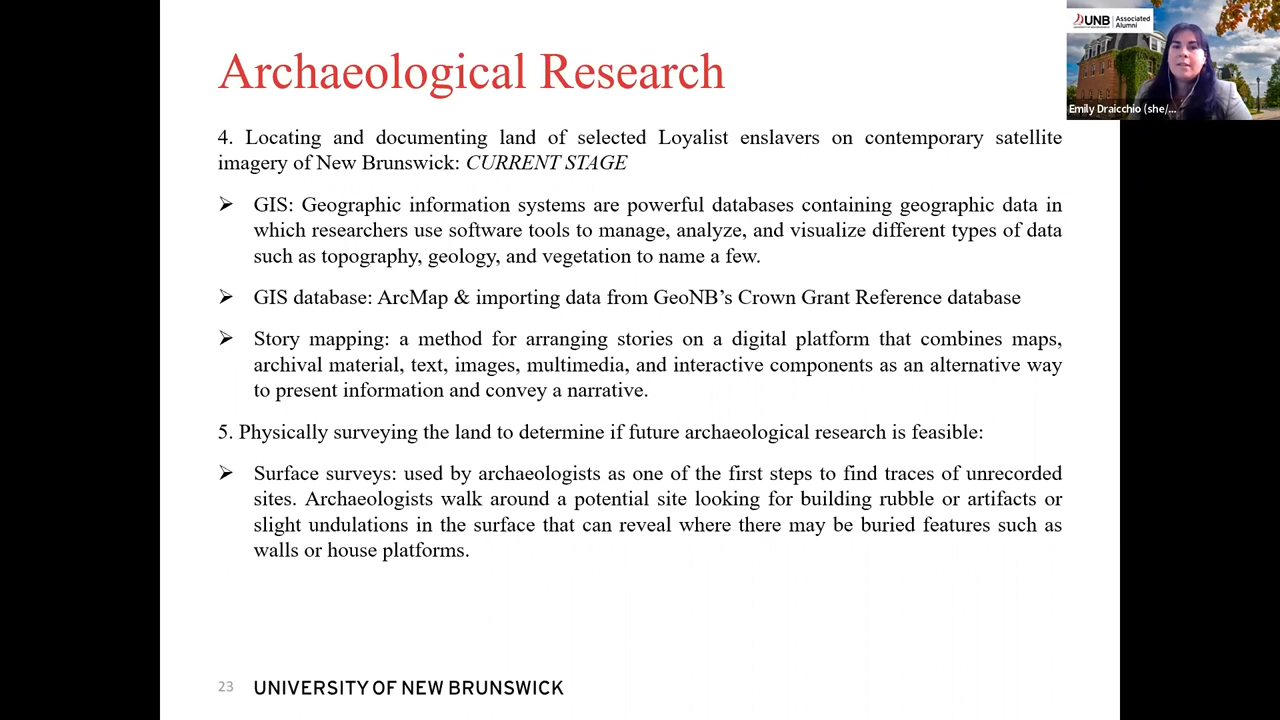 Archaeological Research
4. Locating and documenting land of selected Loyalist enslavers on contemporary satellite
imagery of New Brunswick: CURRENT STAGE
➢ GIS: Geographic information systems are powerful databases containing geographic data in
which researchers use software tools to manage, analyze, and visualize different types of data
such as topography, geology, and vegetation to name a few.
➢ GIS database: ArcMap & importing data from GeoNB’s Crown Grant Reference database
➢ Story mapping: a method for arranging stories on a digital platform that combines maps,
archival material, text, images, multimedia, and interactive components as an alternative way
to present information and convey a narrative.
5. Physically surveying the land to determine if future archaeological research is feasible:
➢ Surface surveys: used by archaeologists as one of the first steps to find traces of unrecorded
sites. Archaeologists walk around a potential site looking for building rubble or artifacts or
slight undulations in the surface that can reveal where there may be buried features such as
walls or house platforms.
23 UNIVERSITY OF NEW BRUNSWICK
UNB Associated
Alumni
Emily Draicchio (she/...